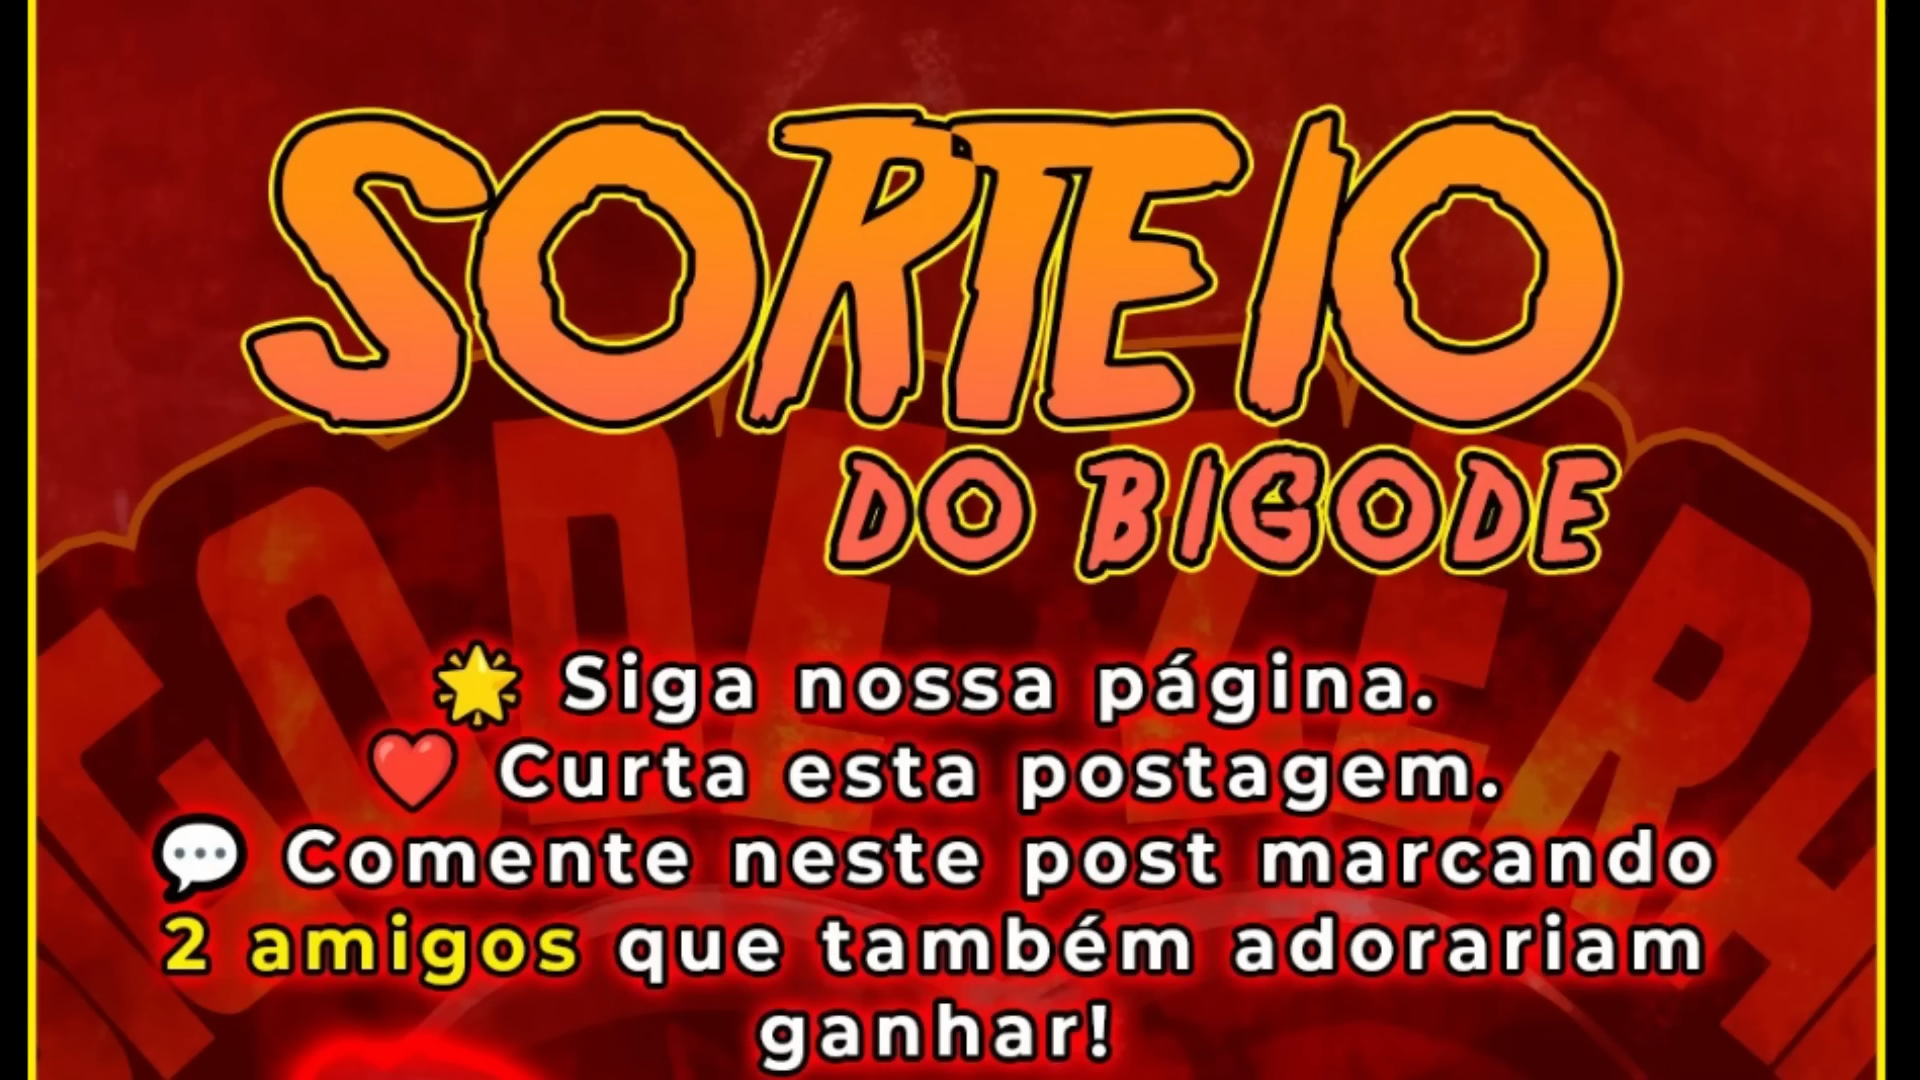 SORTEIO
DO BIGODE
🌟 Siga nossa página.
❤️ Curta esta postagem.
💬 Comente neste post marcando
2 amigos que também adorariam
ganhar!